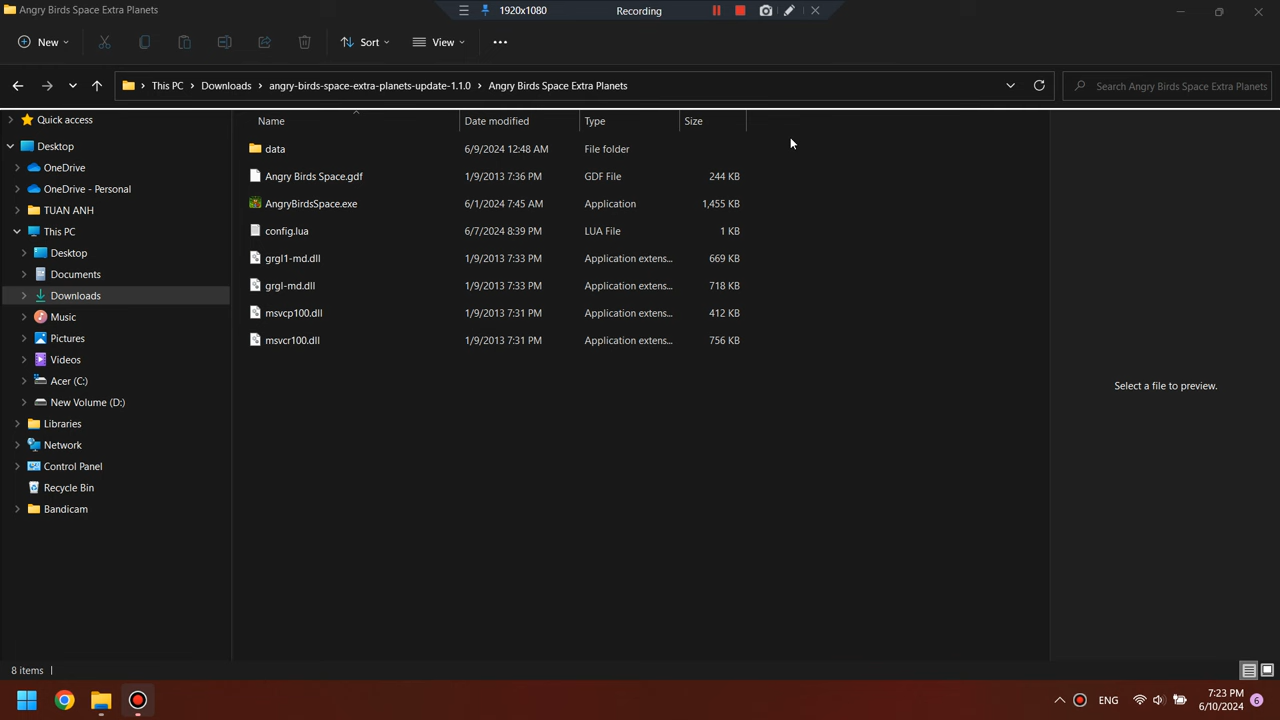 Angry Birds Space Extra Planets
1920x1080 Recording
New Sort View
This PC Downloads angry-birds-space-extra-planets-update-1.1.0 Angry Birds Space Extra Planets
Search Angry Birds Space Extra Planets
Quick access
Desktop
OneDrive
OneDrive - Personal
TUAN ANH
This PC
Desktop
Documents
Downloads
Music
Pictures
Videos
Acer (C:)
New Volume (D:)
Libraries
Network
Control Panel
Recycle Bin
Bandicam
Name Date modified Type Size
data 6/9/2024 12:48 AM File folder
Angry Birds Space.gdf 1/9/2013 7:36 PM GDF File 244 KB
AngryBirdsSpace.exe 6/1/2024 7:45 AM Application 1,455 KB
config.lua 6/7/2024 8:39 PM LUA File 1 KB
grgl1-md.dll 1/9/2013 7:33 PM Application extens... 669 KB
grgl-md.dll 1/9/2013 7:33 PM Application extens... 718 KB
msvcp100.dll 1/9/2013 7:31 PM Application extens... 412 KB
msvcr100.dll 1/9/2013 7:31 PM Application extens... 756 KB
Select a file to preview.
8 items
ENG
7:23 PM
6/10/2024
6